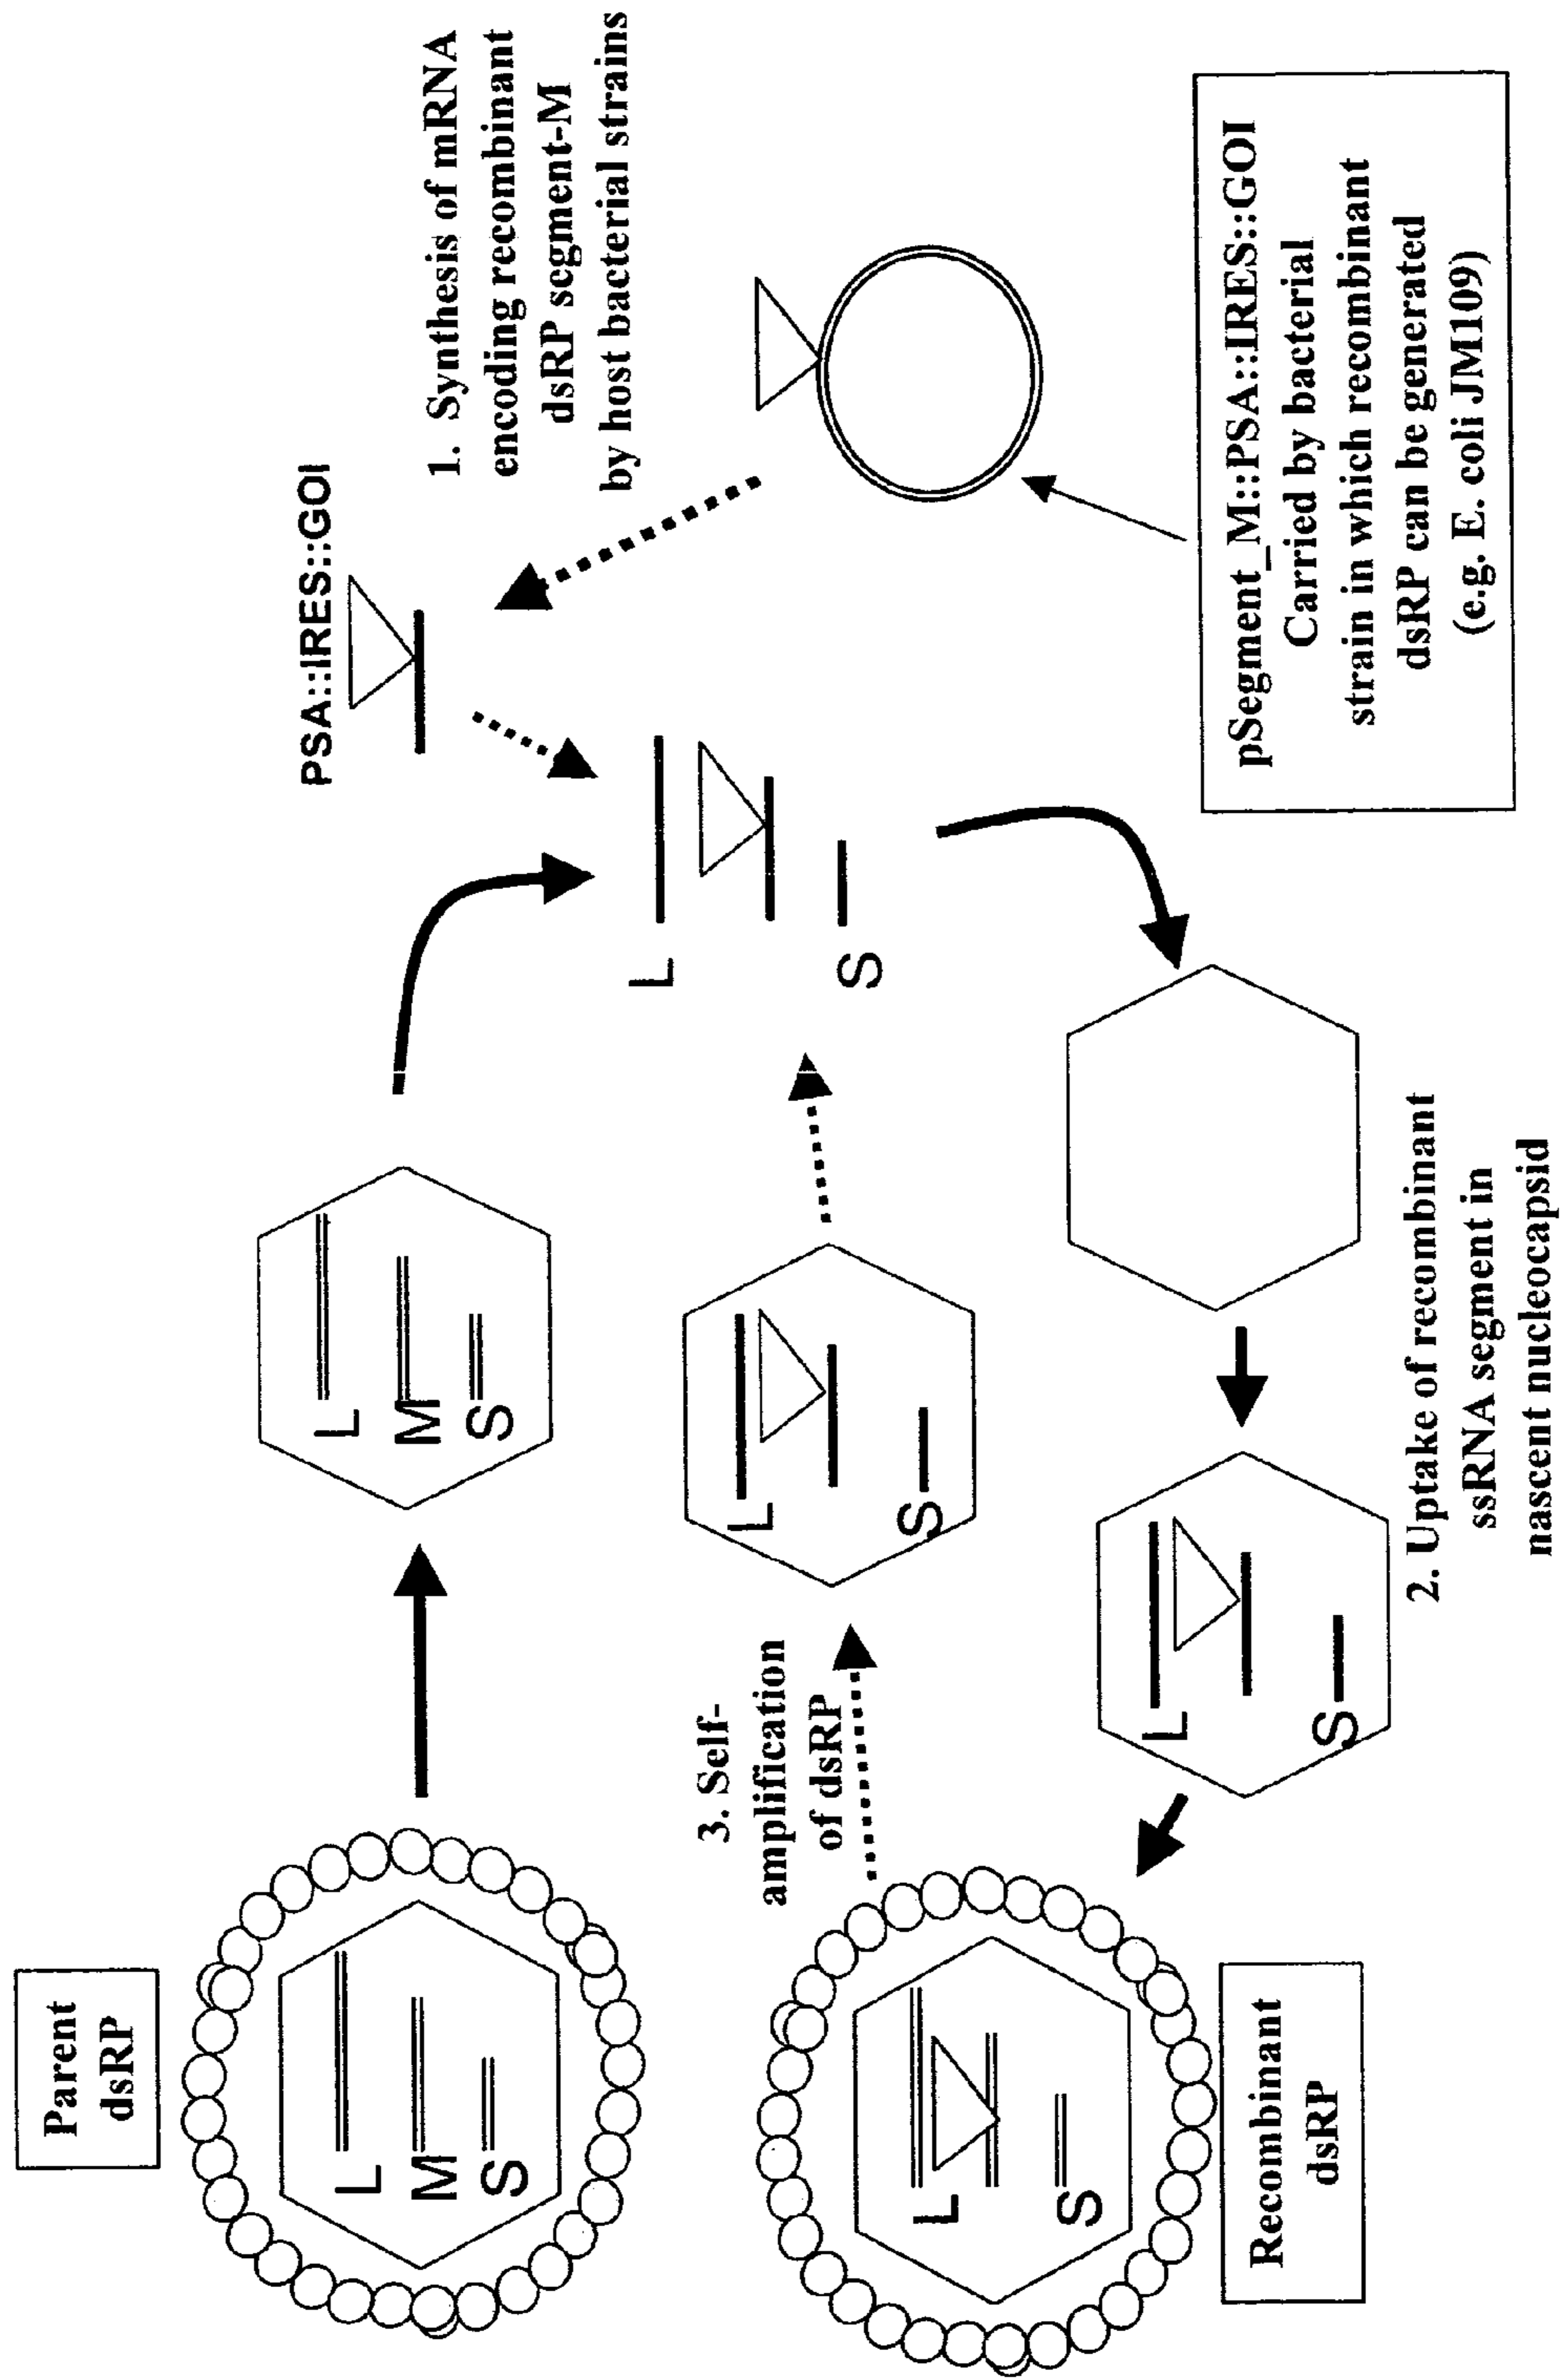 Parent
dsRP
L
M
S
L
M
S
PSA::IRES::GOI
1. Synthesis of mRNA
encoding recombinant
dsRP segment-M
by host bacterial strains
L
S
3. Self-
amplification
of dsRP
L
S
L
S
Recombinant
dsRP
L
S
2. Uptake of recombinant
ssRNA segment in
nascent nucleocapsid
pSegment_M::PSA::IRES::GOI
Carried by bacterial
strain in which recombinant
dsRP can be generated
(e.g. E. coli JM109)